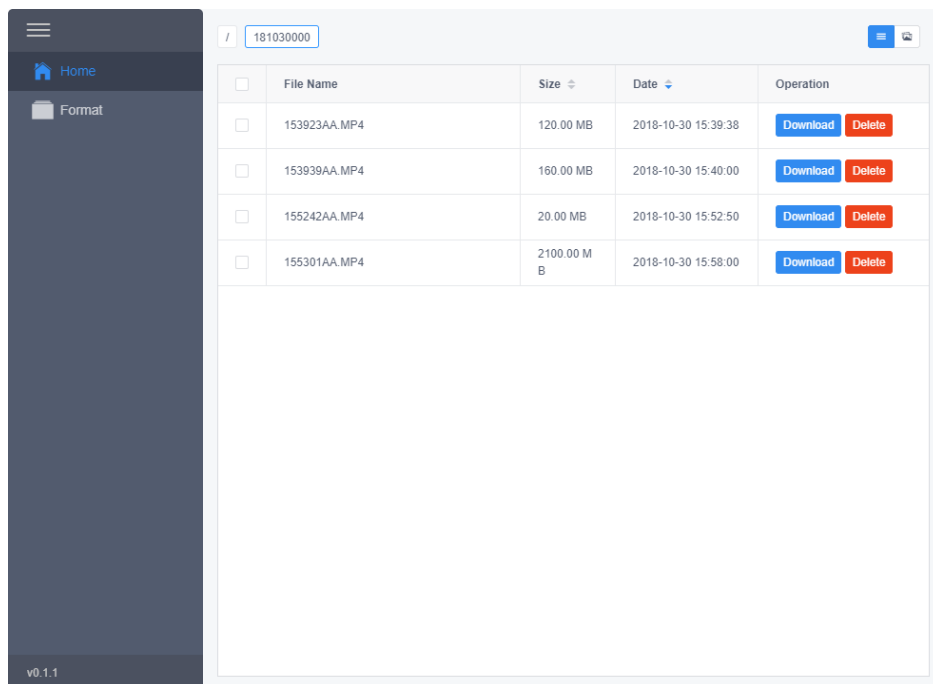 / 181030000
Home
Format
File Name Size Date Operation
153923AA.MP4 120.00 MB 2018-10-30 15:39:38 Download Delete
153939AA.MP4 160.00 MB 2018-10-30 15:40:00 Download Delete
155242AA.MP4 20.00 MB 2018-10-30 15:52:50 Download Delete
155301AA.MP4 2100.00 M
B 2018-10-30 15:58:00 Download Delete
v0.1.1